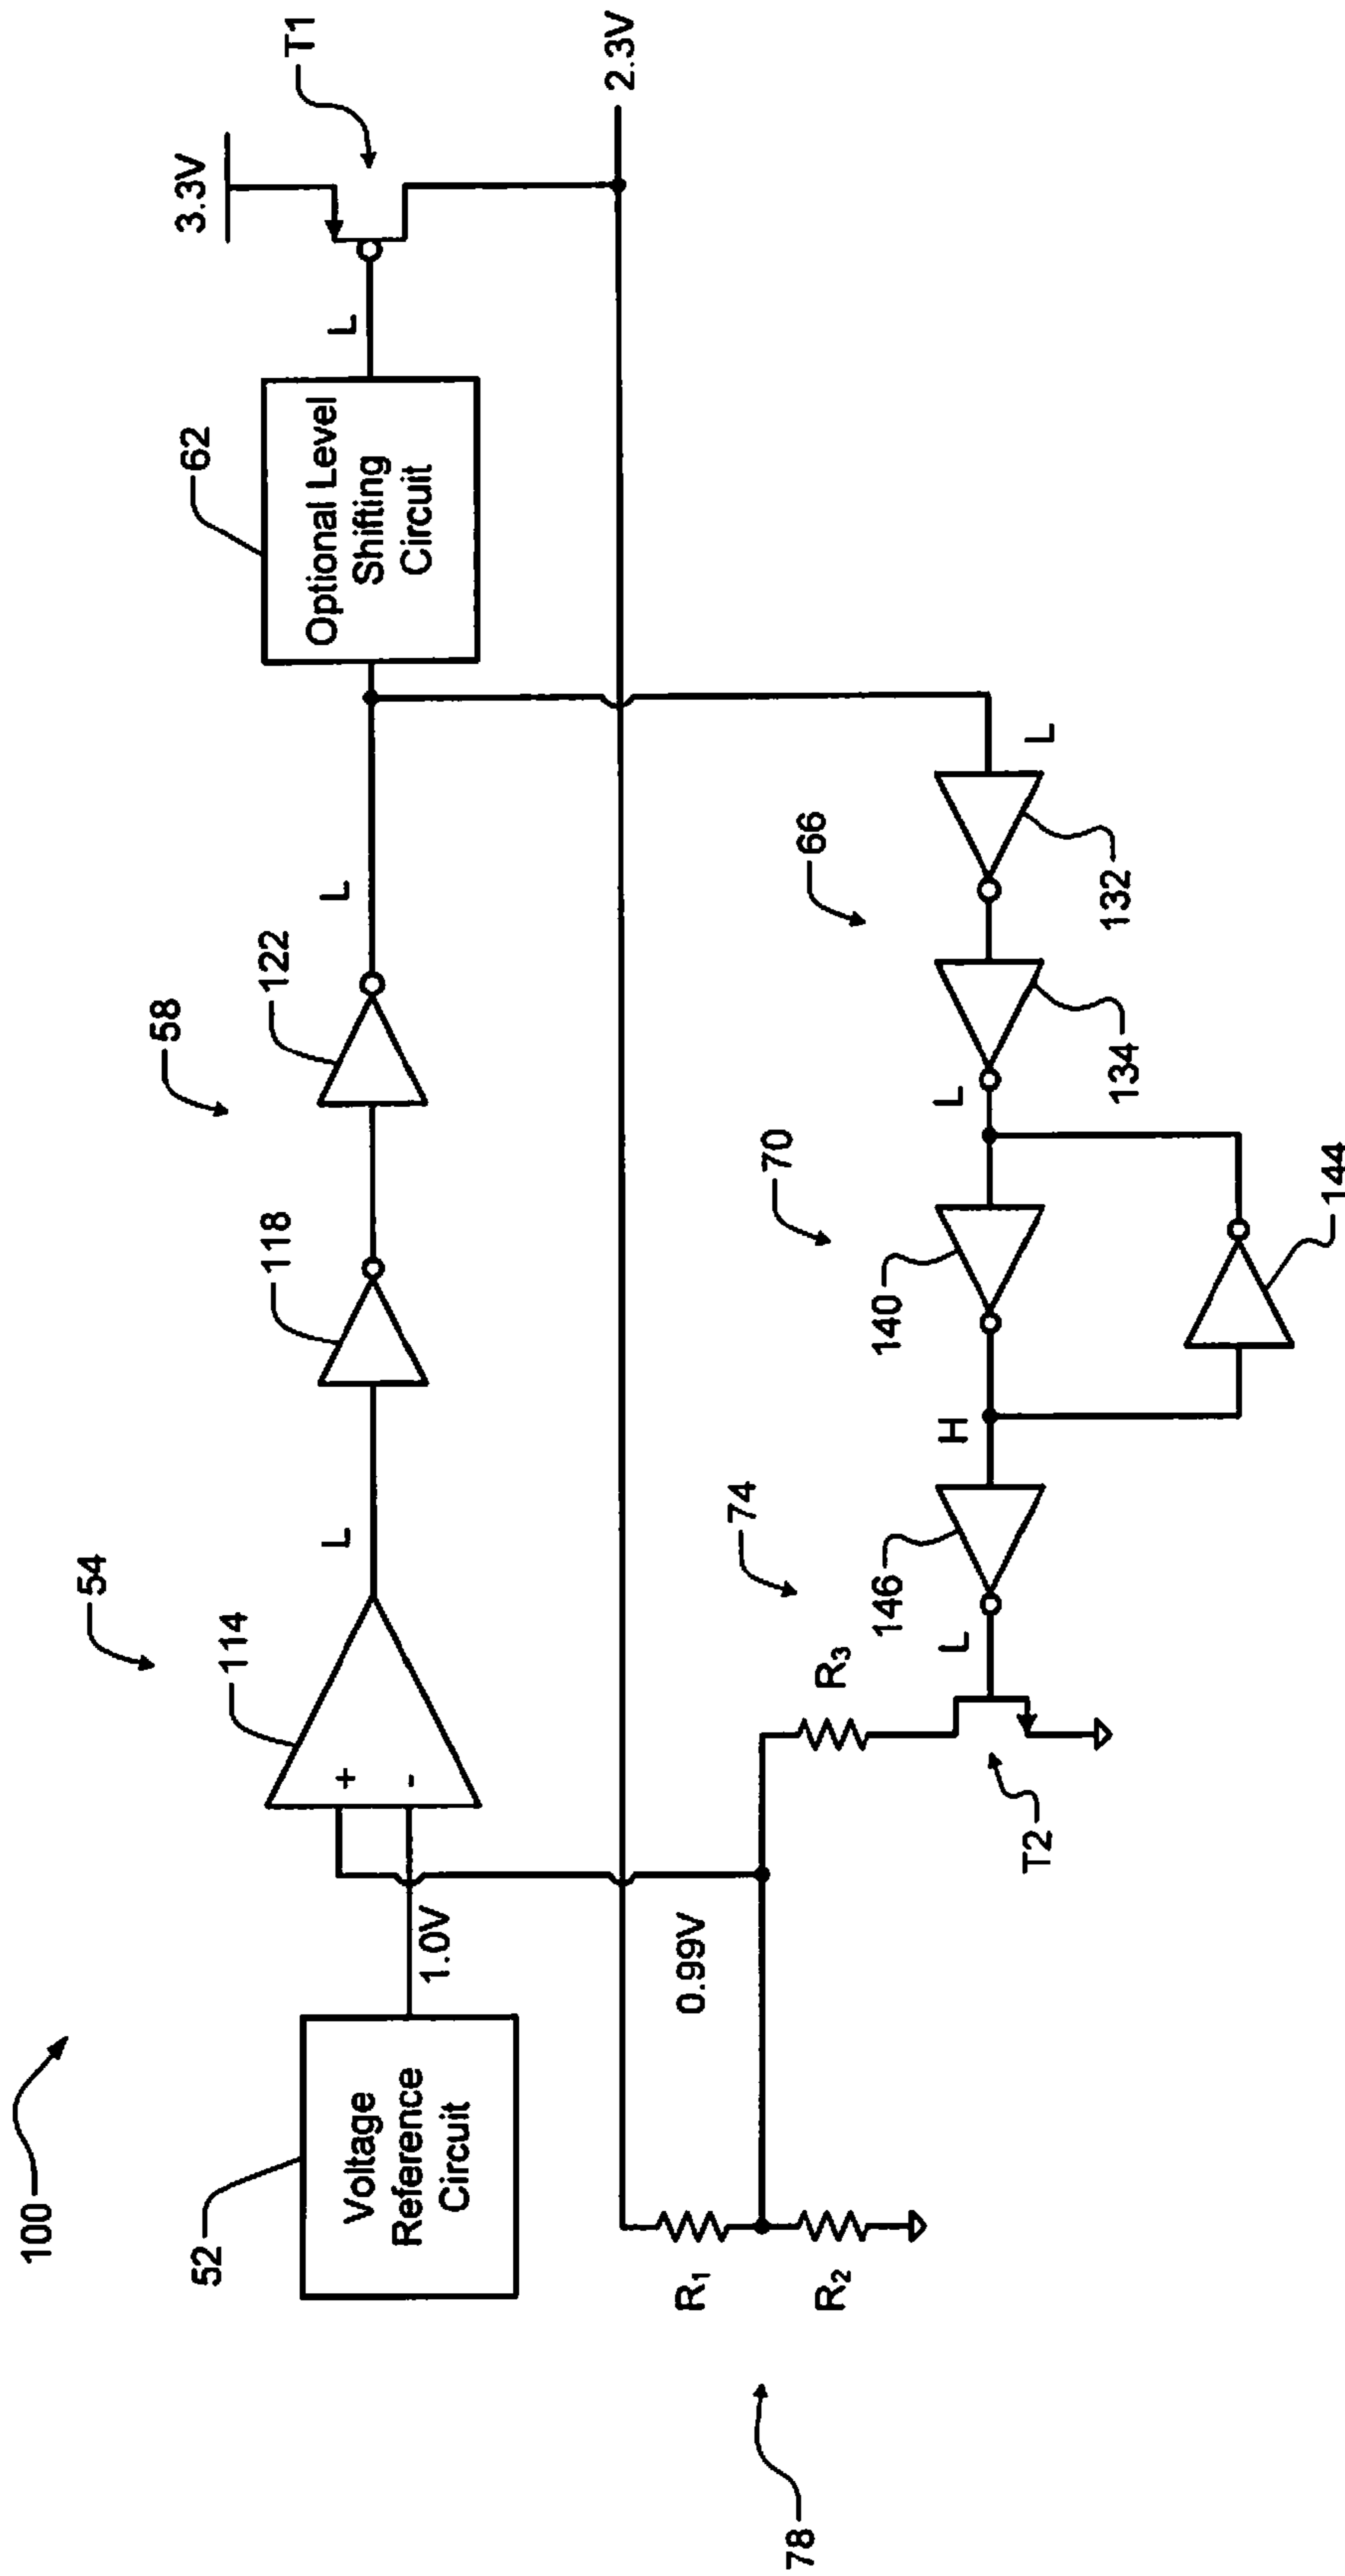 100
52
Voltage
Reference
Circuit
1.0V
54
114
+
-
L
58
118
122
L
62
Optional Level
Shifting
Circuit
L
3.3V
T1
2.3V
78
R1
R2
0.99V
R3
T2
74
L
146
H
70
140
144
L
66
134
132
L